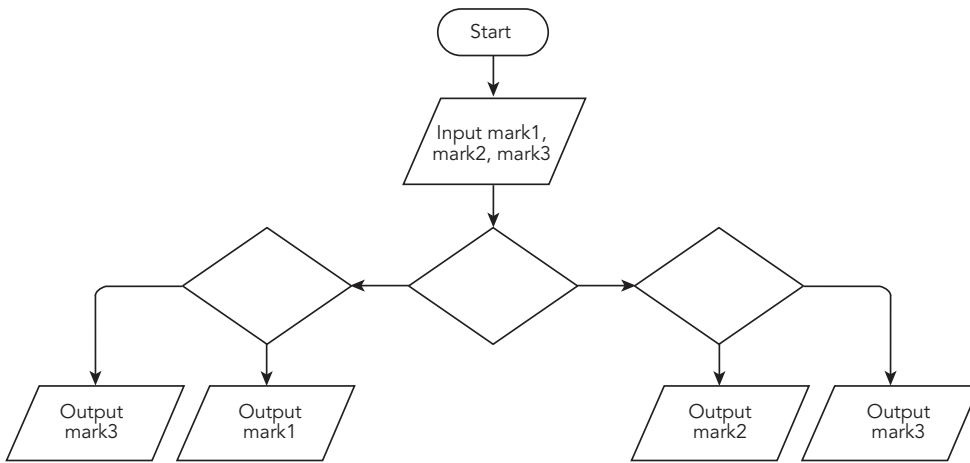 Start
Input mark1,
mark2, mark3
Output
mark3
Output
mark1
Output
mark2
Output
mark3